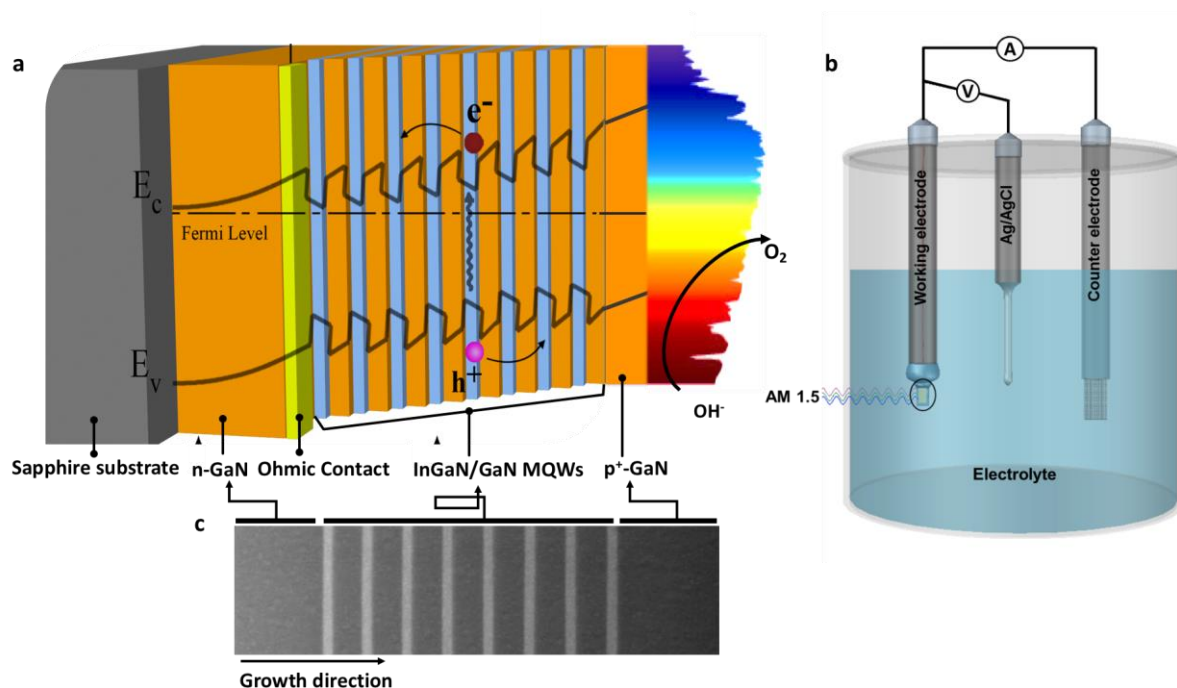 a
e-
Ec
Fermi Level
Ev
h+
O2
OH-
Sapphire substrate
n-GaN
Ohmic Contact
InGaN/GaN MQWs
p+-GaN
b
A
V
Working electrode
Ag/AgCl
Counter electrode
AM 1.5
Electrolyte
c
Growth direction